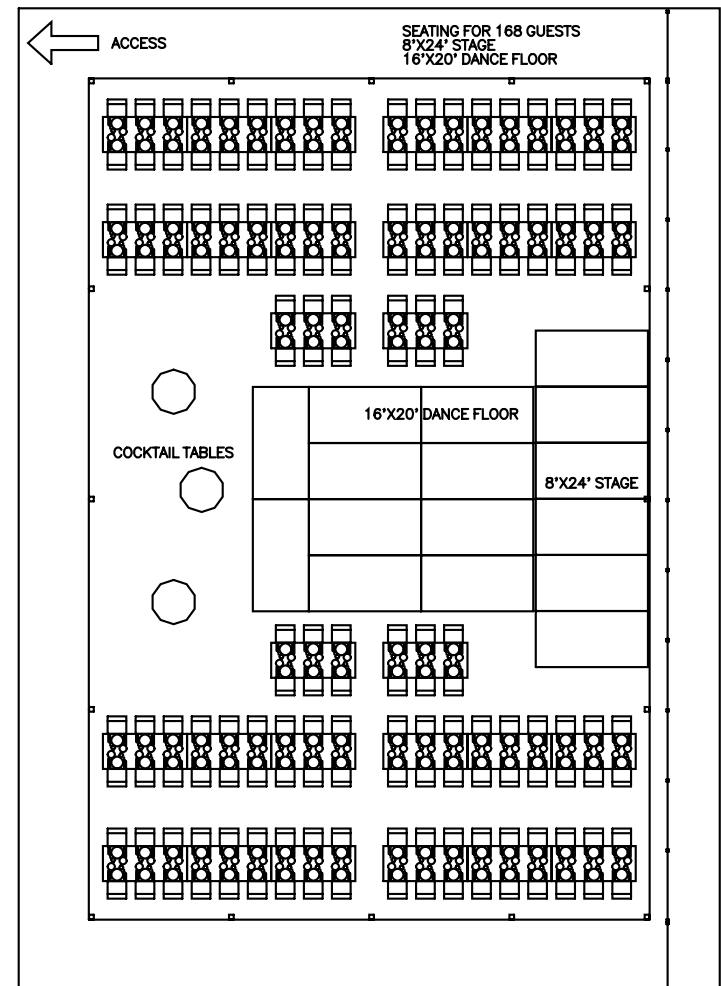 ACCESS
SEATING FOR 168 GUESTS
8'X24' STAGE
16'X20' DANCE FLOOR
16'X20' DANCE FLOOR
COCKTAIL TABLES
8'X24' STAGE